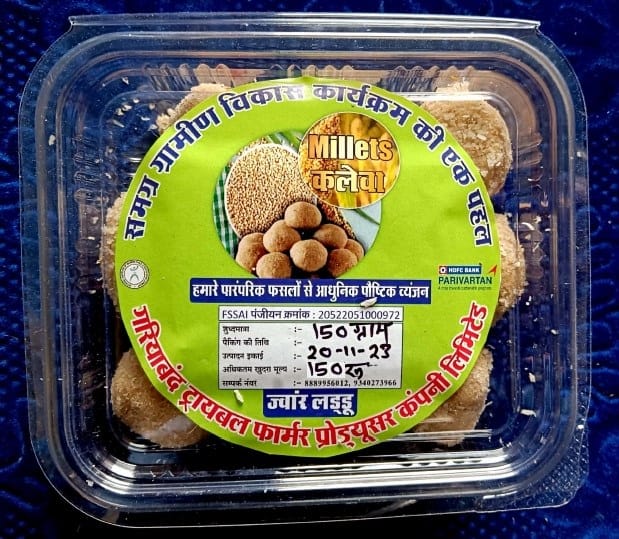 समग्र ग्रामीण विकास कार्यक्रम की एक पहल
Millets
कलेवा
हमारे पारंपरिक फसलों से आधुनिक पौष्टिक व्यंजन
HDFC BANK
PARIVARTAN
FSSAI पंजीयन क्रमांक : 20522051000972
शुध्दमात्रा :- 150 ग्राम
पैकिंग की तिथि :-
उत्पादन इकाई :- 20-11-23
अधिकतम खुदरा मूल्य :- 150 रू
सम्पर्क नंबर :- 8889956012, 9340273966
ज्वार लड्डू
गरियाबंद ट्रायबल फार्मर प्रोड्यूसर कंपनी लिमिटेड